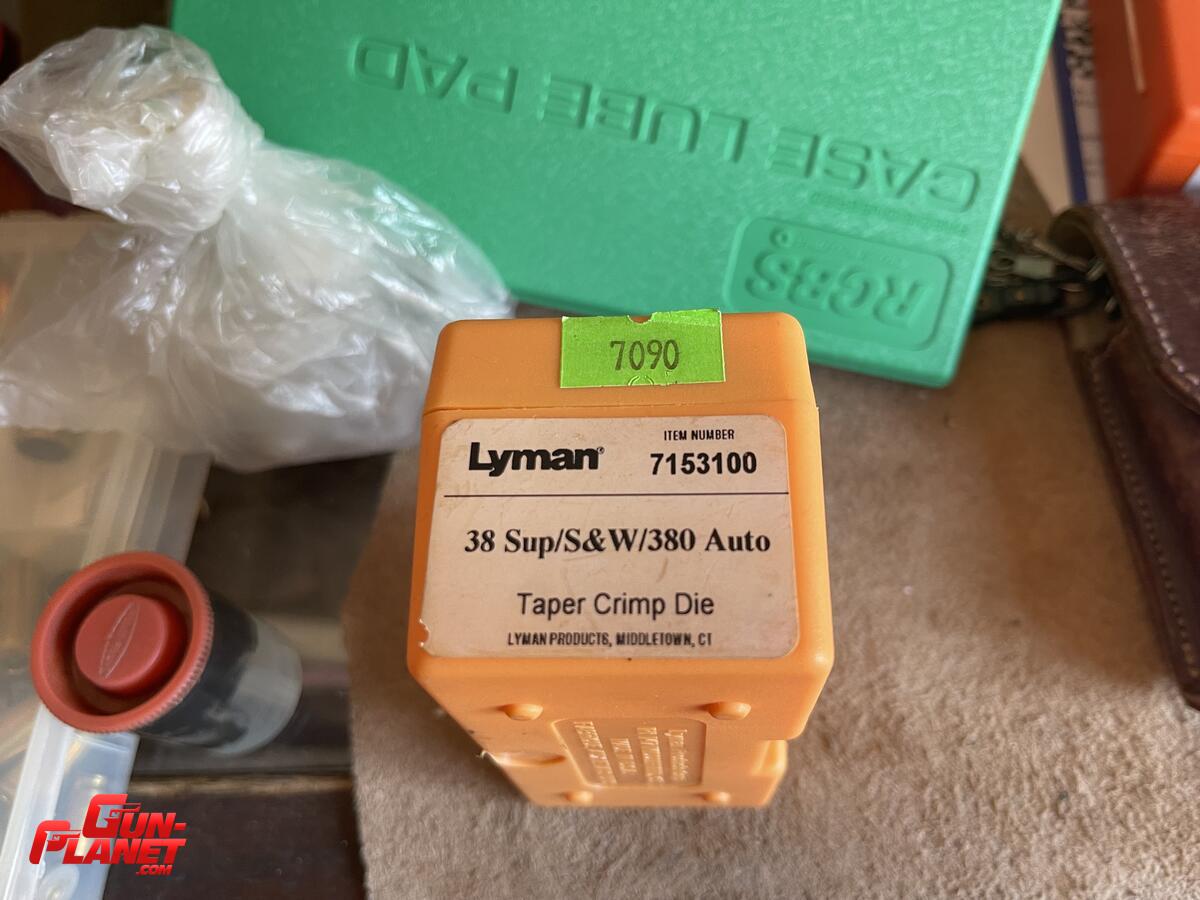 CASE LUBE PAD
RCBS
7090
Lyman®
ITEM NUMBER
7153100
38 Sup/S&W/380 Auto
Taper Crimp Die
LYMAN PRODUCTS, MIDDLETOWN, CT
GUN-
PLANET
.COM